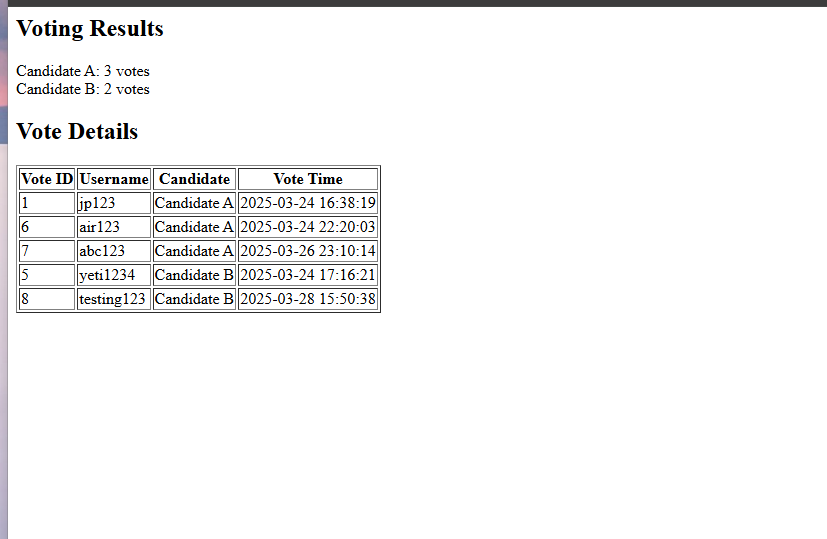 Voting Results
Candidate A: 3 votes
Candidate B: 2 votes
Vote Details
Vote ID Username Candidate Vote Time
1 jp123 Candidate A 2025-03-24 16:38:19
6 air123 Candidate A 2025-03-24 22:20:03
7 abc123 Candidate A 2025-03-26 23:10:14
5 yeti1234 Candidate B 2025-03-24 17:16:21
8 testing123 Candidate B 2025-03-28 15:50:38